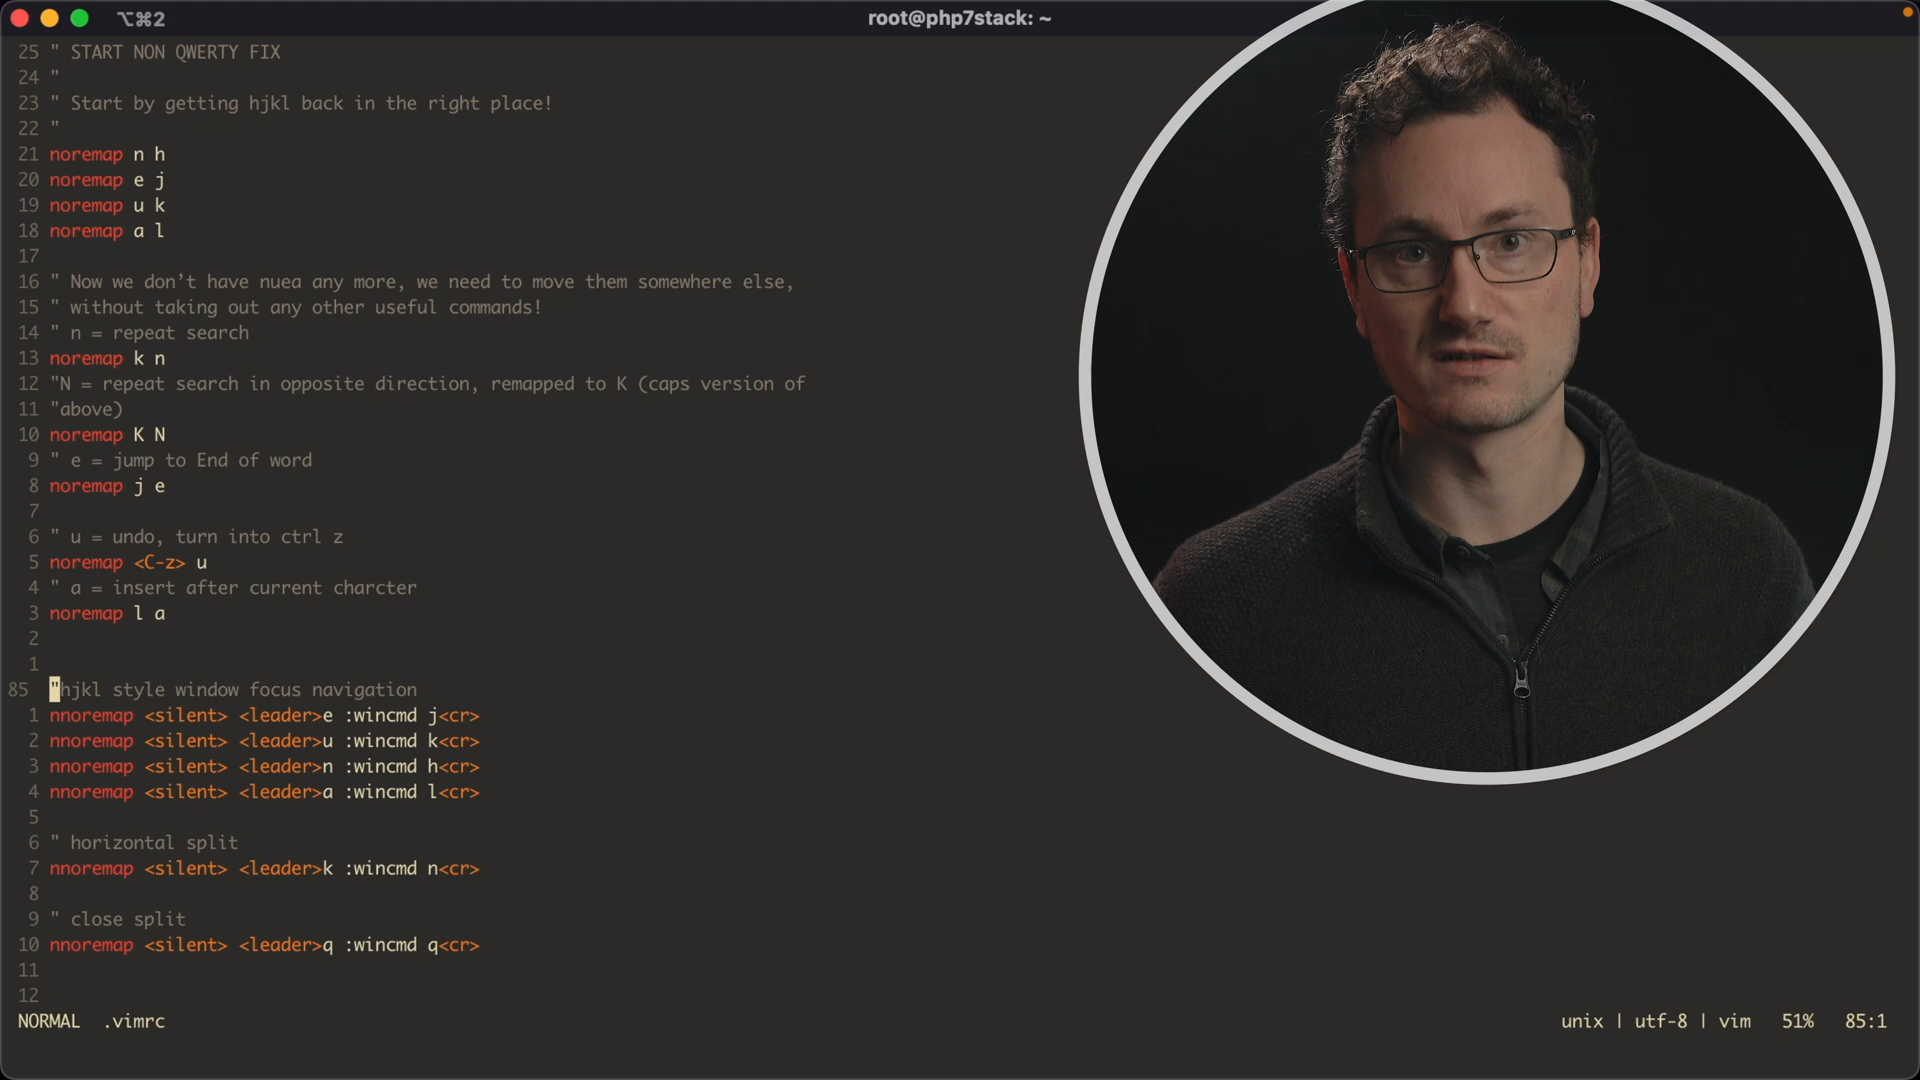 ⌥⌘2
root@php7stack: ~
25 " START NON QWERTY FIX
24 "
23 " Start by getting hjkl back in the right place!
22 "
21 noremap n h
20 noremap e j
19 noremap u k
18 noremap a l
17
16 " Now we don’t have nuea any more, we need to move them somewhere else,
15 " without taking out any other useful commands!
14 " n = repeat search
13 noremap k n
12 "N = repeat search in opposite direction, remapped to K (caps version of
11 "above)
10 noremap K N
9 " e = jump to End of word
8 noremap j e
7
6 " u = undo, turn into ctrl z
5 noremap <C-z> u
4 " a = insert after current charcter
3 noremap l a
2
1
85 "hjkl style window focus navigation
1 nnoremap <silent> <leader>e :wincmd j<cr>
2 nnoremap <silent> <leader>u :wincmd k<cr>
3 nnoremap <silent> <leader>n :wincmd h<cr>
4 nnoremap <silent> <leader>a :wincmd l<cr>
5
6 " horizontal split
7 nnoremap <silent> <leader>k :wincmd n<cr>
8
9 " close split
10 nnoremap <silent> <leader>q :wincmd q<cr>
11
12
NORMAL .vimrc unix | utf-8 | vim 51% 85:1